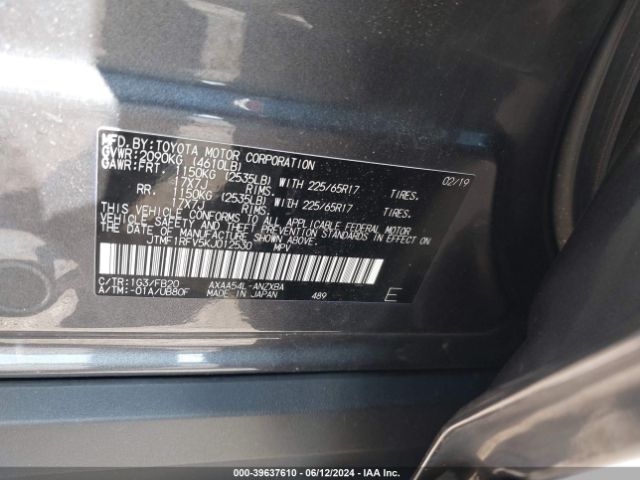 MFD. BY: TOYOTA MOTOR CORPORATION
02/19
GVWR: 2090KG (4610LB)
GAWR: FRT. 1150KG (2535LB) WITH 225/65R17 TIRES.
17X7J RIMS.
RR. 1150KG (2535LB) WITH 225/65R17 TIRES.
17X7J RIMS.
THIS VEHICLE CONFORMS TO ALL APPLICABLE FEDERAL MOTOR
VEHICLE SAFETY AND THEFT PREVENTION STANDARDS IN EFFECT ON
THE DATE OF MANUFACTURE SHOWN ABOVE.
JTMF1RFV5KJ012530 MPV
C/TR: 1G3/FB20 AXAA54L-ANZXBA
A/TM: -01A/UB80F MADE IN JAPAN 489 E
000-39637610 - 06/12/2024 - IAA Inc.